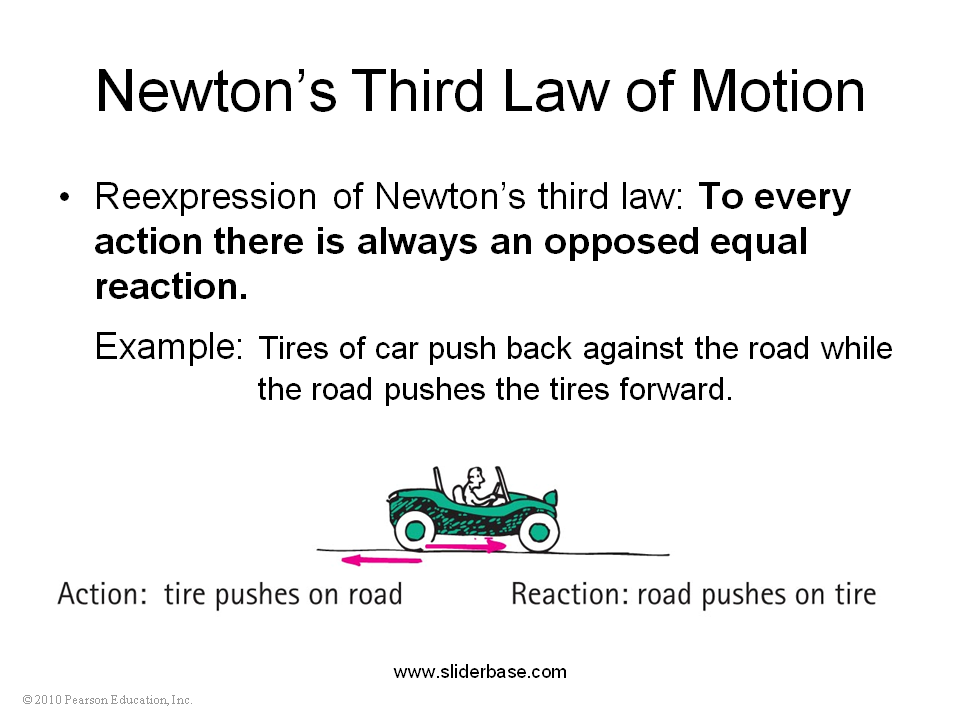 Newton’s Third Law of Motion
• Reexpression of Newton’s third law: To every
action there is always an opposed equal
reaction.
Example: Tires of car push back against the road while
the road pushes the tires forward.
Action: tire pushes on road
Reaction: road pushes on tire
www.sliderbase.com
© 2010 Pearson Education, Inc.